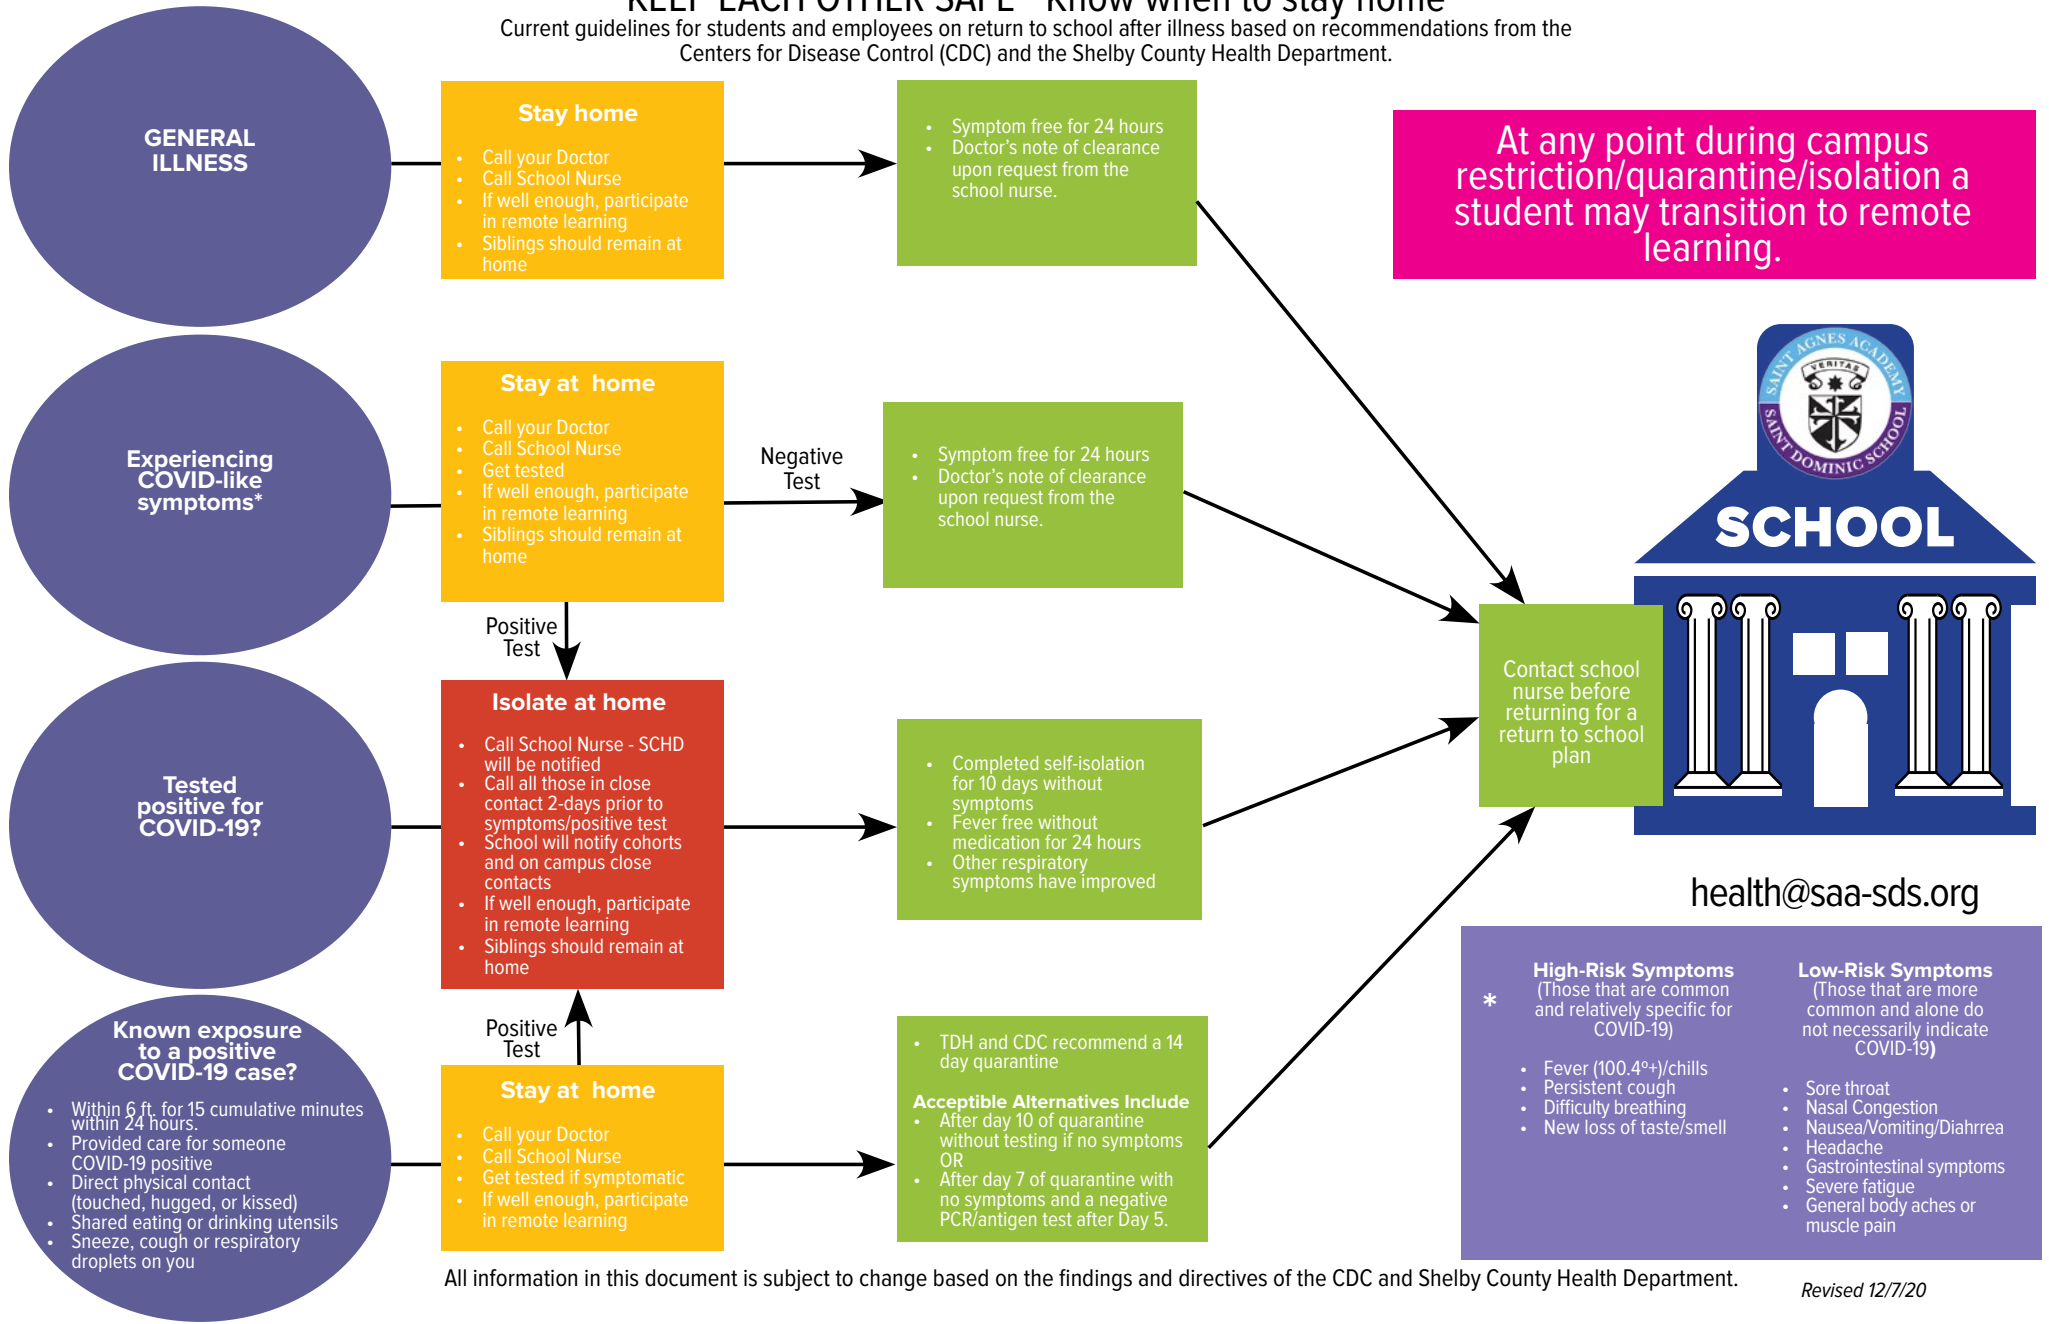 KEEP EACH OTHER SAFE - Know when to stay home
Current guidelines for students and employees on return to school after illness based on recommendations from the
Centers for Disease Control (CDC) and the Shelby County Health Department.
GENERAL
ILLNESS
Stay home
• Call your Doctor
• Call School Nurse
• If well enough, participate
in remote learning
• Siblings should remain at
home
• Symptom free for 24 hours
• Doctor's note of clearance
upon request from the
school nurse.
At any point during campus
restriction/quarantine/isolation a
student may transition to remote
learning.
Experiencing
COVID-like
symptoms*
Stay at home
• Call your Doctor
• Call School Nurse
• Get tested
• If well enough, participate
in remote learning
• Siblings should remain at
home
Negative
Test
• Symptom free for 24 hours
• Doctor's note of clearance
upon request from the
school nurse.
Positive
Test
SAINT AGNES ACADEMY
VERITAS
SAINT DOMINIC SCHOOL
SCHOOL
Tested
positive for
COVID-19?
Isolate at home
• Call School Nurse - SCHD
will be notified
• Call all those in close
contact 2-days prior to
symptoms/positive test
• School will notify cohorts
and on campus close
contacts
• If well enough, participate
in remote learning
• Siblings should remain at
home
• Completed self-isolation
for 10 days without
symptoms
• Fever free without
medication for 24 hours
• Other respiratory
symptoms have improved
Contact school
nurse before
returning for a
return to school
plan
health@saa-sds.org
Known exposure
to a positive
COVID-19 case?
• Within 6 ft. for 15 cumulative minutes
within 24 hours.
• Provided care for someone
COVID-19 positive
• Direct physical contact
(touched, hugged, or kissed)
• Shared eating or drinking utensils
• Sneeze, cough or respiratory
droplets on you
Positive
Test
Stay at home
• Call your Doctor
• Call School Nurse
• Get tested if symptomatic
• If well enough, participate
in remote learning
• TDH and CDC recommend a 14
day quarantine
Acceptible Alternatives Include
• After day 10 of quarantine
without testing if no symptoms
OR
• After day 7 of quarantine with
no symptoms and a negative
PCR/antigen test after Day 5.
*
High-Risk Symptoms
(Those that are common
and relatively specific for
COVID-19)
• Fever (100.4º+)/chills
• Persistent cough
• Difficulty breathing
• New loss of taste/smell
Low-Risk Symptoms
(Those that are more
common and alone do
not necessarily indicate
COVID-19)
• Sore throat
• Nasal Congestion
• Nausea/Vomiting/Diahrrea
• Headache
• Gastrointestinal symptoms
• Severe fatigue
• General body aches or
muscle pain
All information in this document is subject to change based on the findings and directives of the CDC and Shelby County Health Department.
Revised 12/7/20